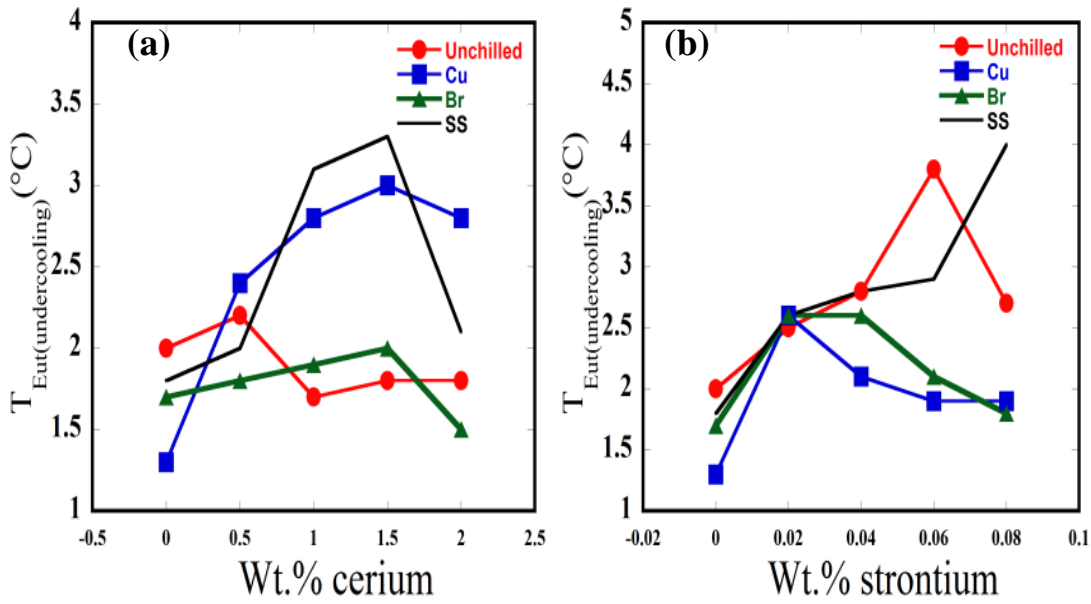 (a)
Unchilled
Cu
Br
SS
4
3.5
3
2.5
2
1.5
1
T Eut(undercooling) (°C)
-0.5 0 0.5 1 1.5 2 2.5
Wt.% cerium
(b)
Unchilled
Cu
Br
SS
5
4.5
4
3.5
3
2.5
2
1.5
1
T Eut(undercooling) (°C)
-0.02 0 0.02 0.04 0.06 0.08 0.1
Wt.% strontium